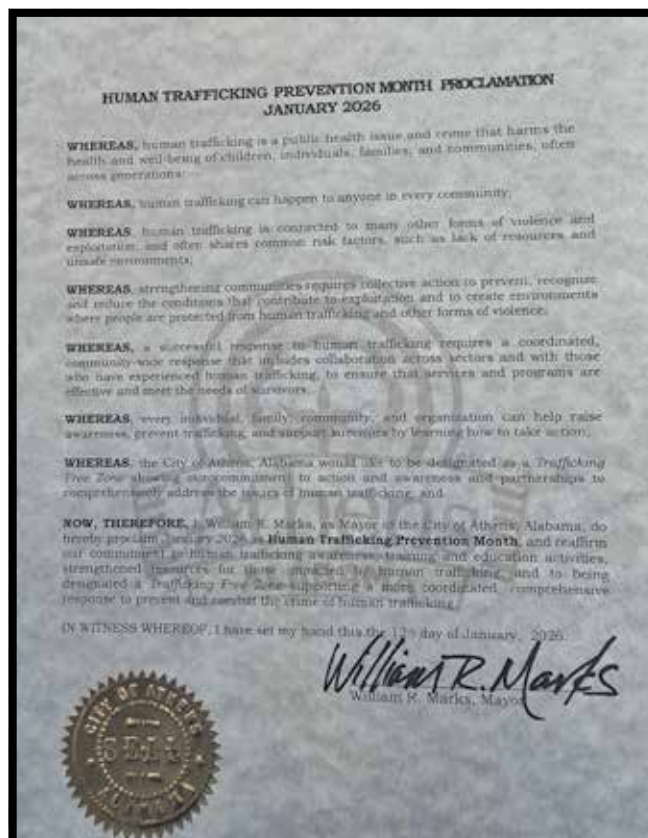 HUMAN TRAFFICKING PREVENTION MONTH PROCLAMATION
JANUARY 2026
WHEREAS, human trafficking is a public health issue and crime that harms the
health and well-being of children, individuals, families, and communities, often
across generations;
WHEREAS, human trafficking can happen to anyone in every community;
WHEREAS, human trafficking is connected to many other forms of violence and
exploitation, and often shares common risk factors, such as lack of resources and
unsafe environments;
WHEREAS, strengthening communities requires collective action to prevent, recognize
and reduce the conditions that contribute to exploitation and to create environments
where people are protected from human trafficking and other forms of violence;
WHEREAS, a successful response to human trafficking requires a coordinated,
community-wide response that includes collaboration across sectors and with those
who have experienced human trafficking, to ensure that services and programs are
effective and meet the needs of survivors;
WHEREAS, every individual, family, community, and organization can help raise
awareness, prevent trafficking, and support survivors by learning how to take action;
WHEREAS, the City of Athens, Alabama would like to be designated as a Trafficking
Free Zone showing our commitment to action and awareness and partnerships to
comprehensively address the issues of human trafficking, and
NOW, THEREFORE, I, William R. Marks, as Mayor of the City of Athens, Alabama, do
hereby proclaim January 2026 as Human Trafficking Prevention Month, and reaffirm
our commitment to human trafficking awareness, training and education activities,
strengthened resources for those impacted by human trafficking, and to being
designated a Trafficking Free Zone supporting a more coordinated, comprehensive
response to prevent and combat the crime of human trafficking.
IN WITNESS WHEREOF, I have set my hand this the 12th day of January, 2026.
William R. Marks
William R. Marks, Mayor
CITY OF ATHENS
SEAL
ALABAMA